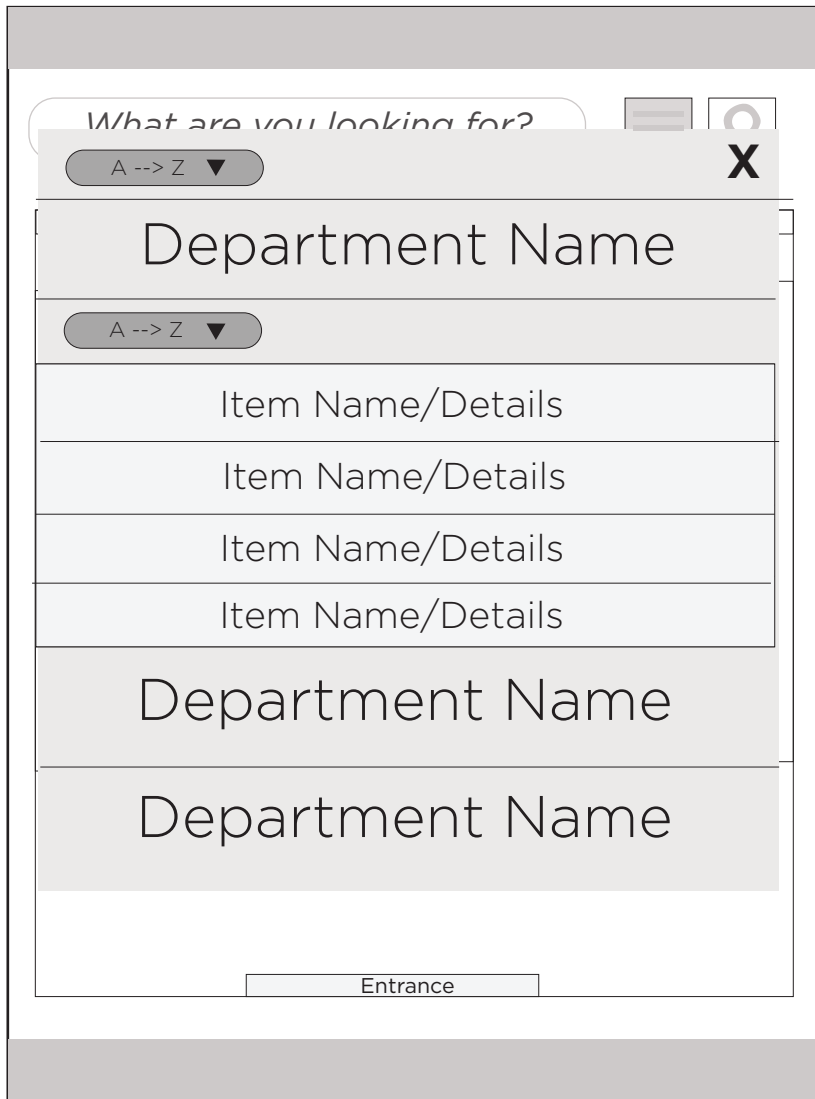 What are you looking for?
A --> Z ▼
X
Department Name
A --> Z ▼
Item Name/Details
Item Name/Details
Item Name/Details
Item Name/Details
Department Name
Department Name
Entrance